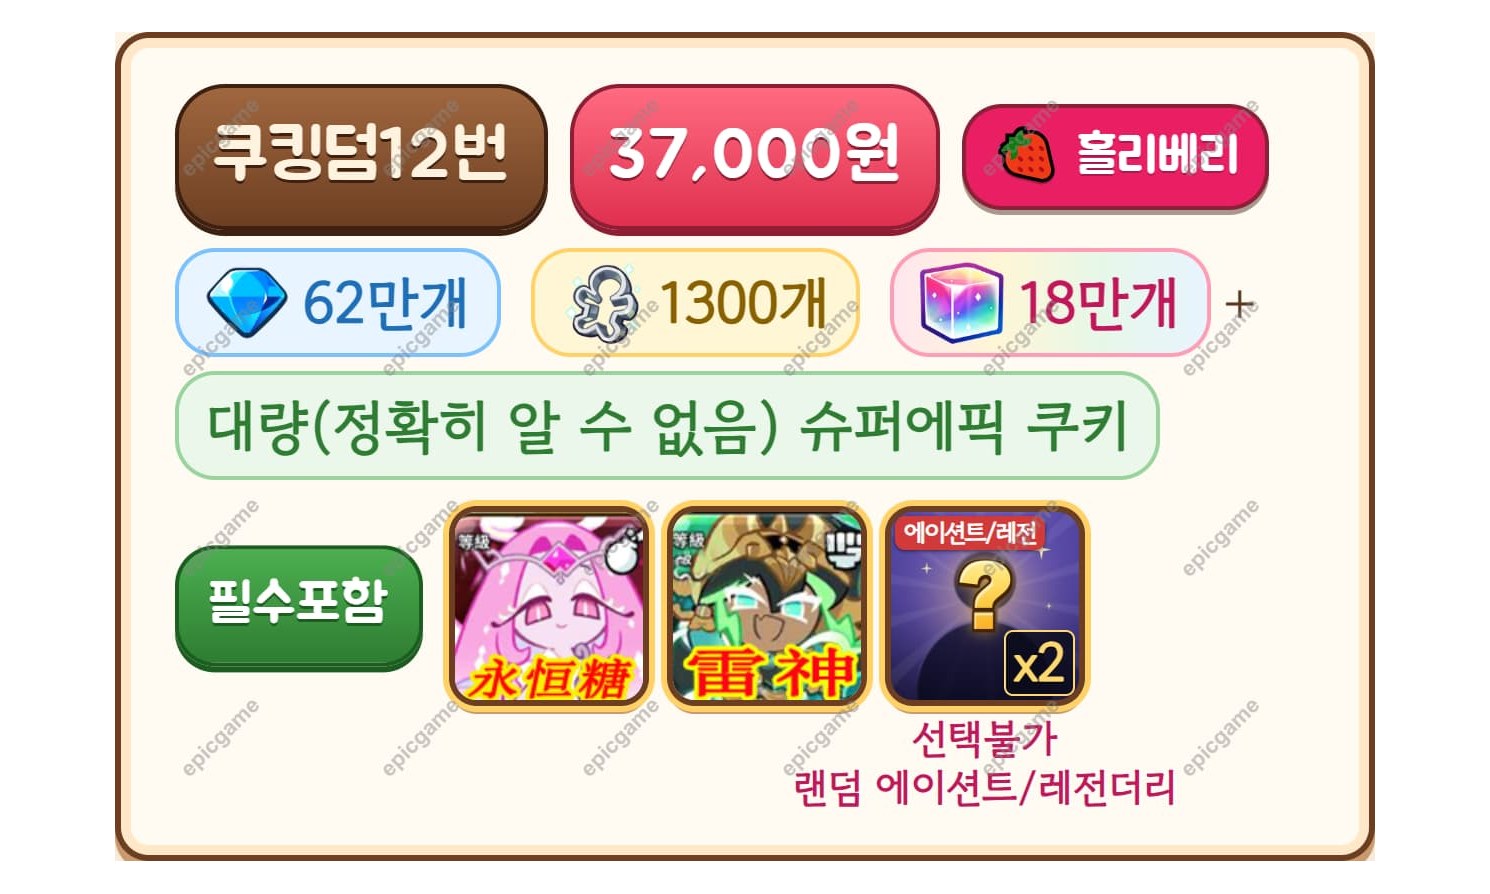 쿠킹덤12번
37,000원
홀리베리
62만개
1300개
18만개
+
대량(정확히 알 수 없음) 슈퍼에픽 쿠키
필수포함
等級
永恒糖
等級
雷神
에이션트/레전
?
x2
선택불가
랜덤 에이션트/레전더리
epicgame